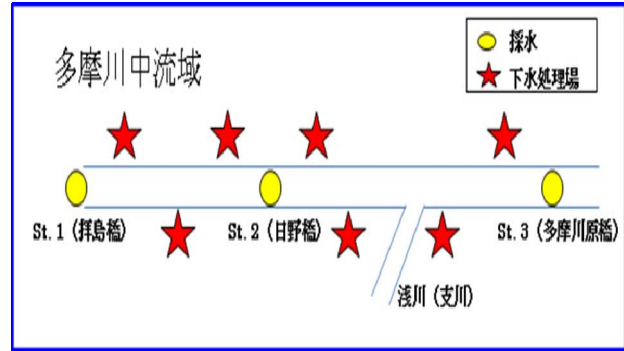 多摩川中流域
採水
下水処理場
St. 1（拝島橋）
St. 2（日野橋）
St. 3（多摩川原橋）
浅川（支川）